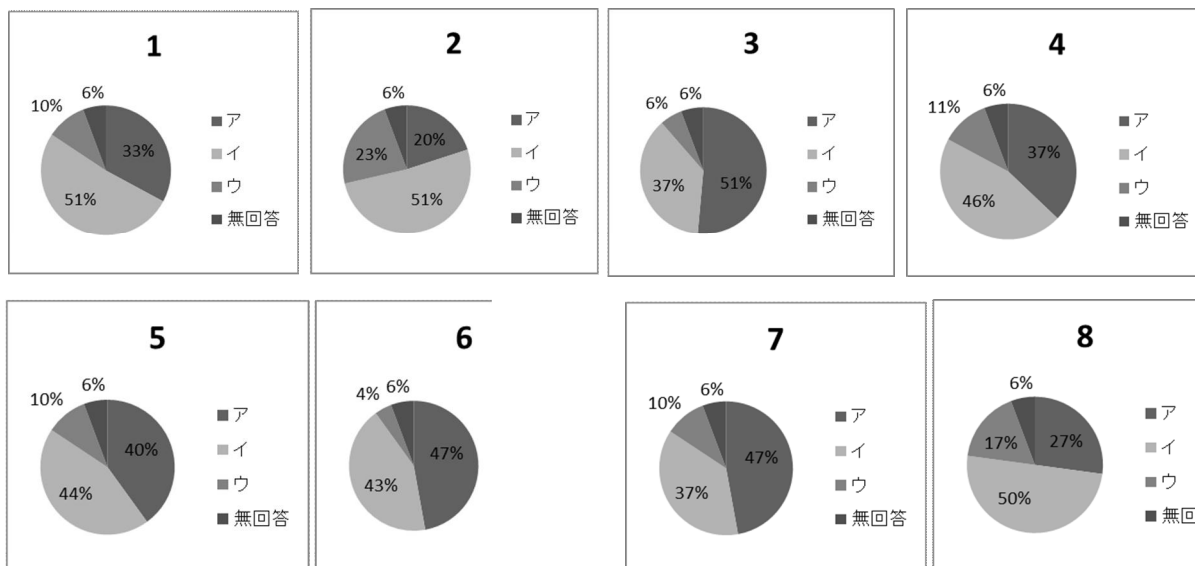 1
6%
10%
33%
51%
ア
イ
ウ
無回答
2
6%
20%
23%
51%
ア
イ
ウ
無回答
3
6%
6%
37%
51%
ア
イ
ウ
無回答
4
6%
11%
37%
46%
ア
イ
ウ
無回答
5
6%
10%
40%
44%
ア
イ
ウ
無回答
6
4%
6%
47%
43%
7
6%
10%
47%
37%
ア
イ
ウ
無回答
8
6%
17%
27%
50%
ア
イ
ウ
無回